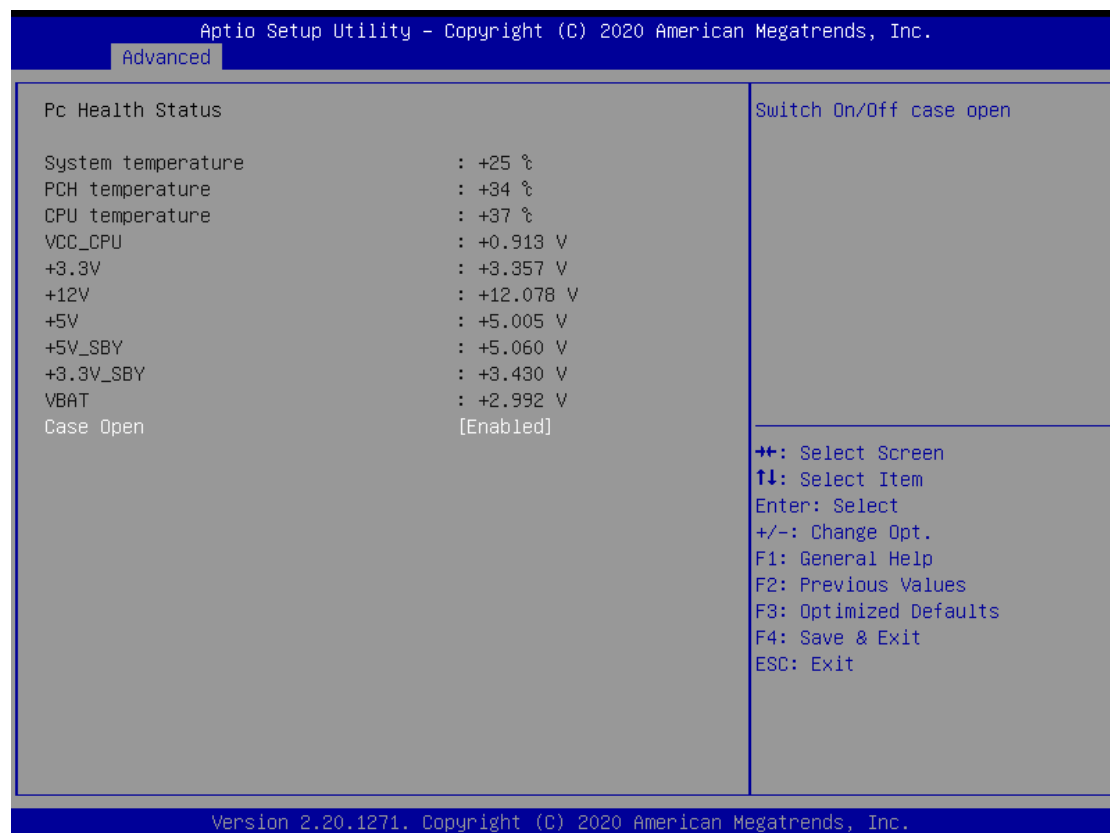 Aptio Setup Utility – Copyright (C) 2020 American Megatrends, Inc.
Advanced
Pc Health Status
System temperature : +25 ℃
PCH temperature : +34 ℃
CPU temperature : +37 ℃
VCC_CPU : +0.913 V
+3.3V : +3.357 V
+12V : +12.078 V
+5V : +5.005 V
+5V_SBY : +5.060 V
+3.3V_SBY : +3.430 V
VBAT : +2.992 V
Case Open [Enabled]
Switch On/Off case open
→←: Select Screen
↑↓: Select Item
Enter: Select
+/-: Change Opt.
F1: General Help
F2: Previous Values
F3: Optimized Defaults
F4: Save & Exit
ESC: Exit
Version 2.20.1271. Copyright (C) 2020 American Megatrends, Inc.